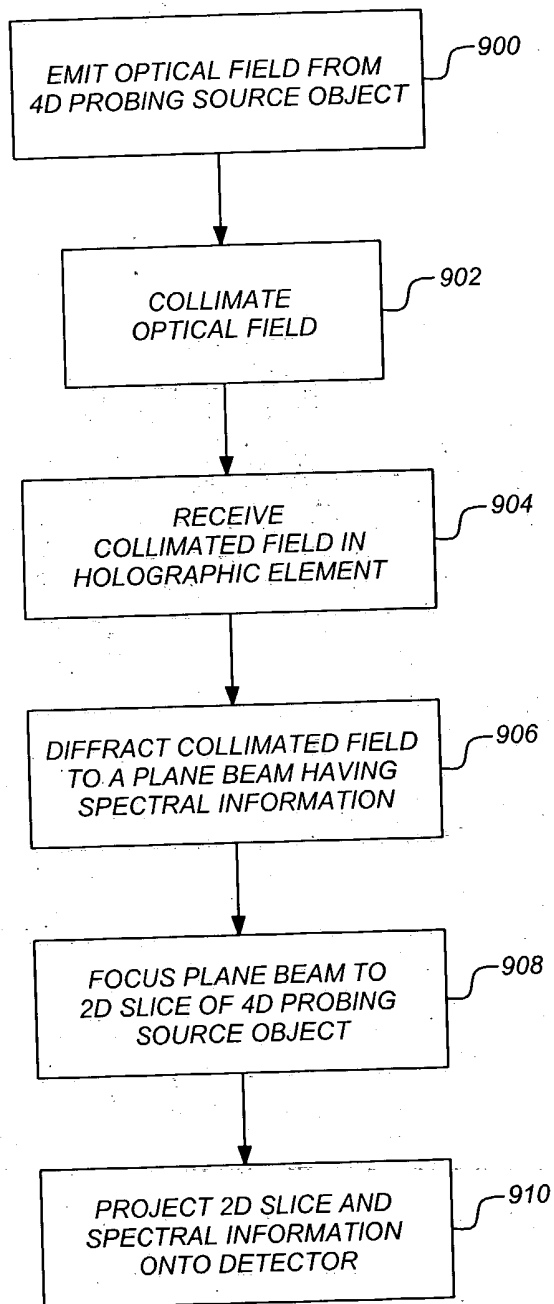 EMIT OPTICAL FIELD FROM
4D PROBING SOURCE OBJECT
900
COLLIMATE
OPTICAL FIELD
902
RECEIVE
COLLIMATED FIELD IN
HOLOGRAPHIC ELEMENT
904
DIFFRACT COLLIMATED FIELD
TO A PLANE BEAM HAVING
SPECTRAL INFORMATION
906
FOCUS PLANE BEAM TO
2D SLICE OF 4D PROBING
SOURCE OBJECT
908
PROJECT 2D SLICE AND
SPECTRAL INFORMATION
ONTO DETECTOR
910